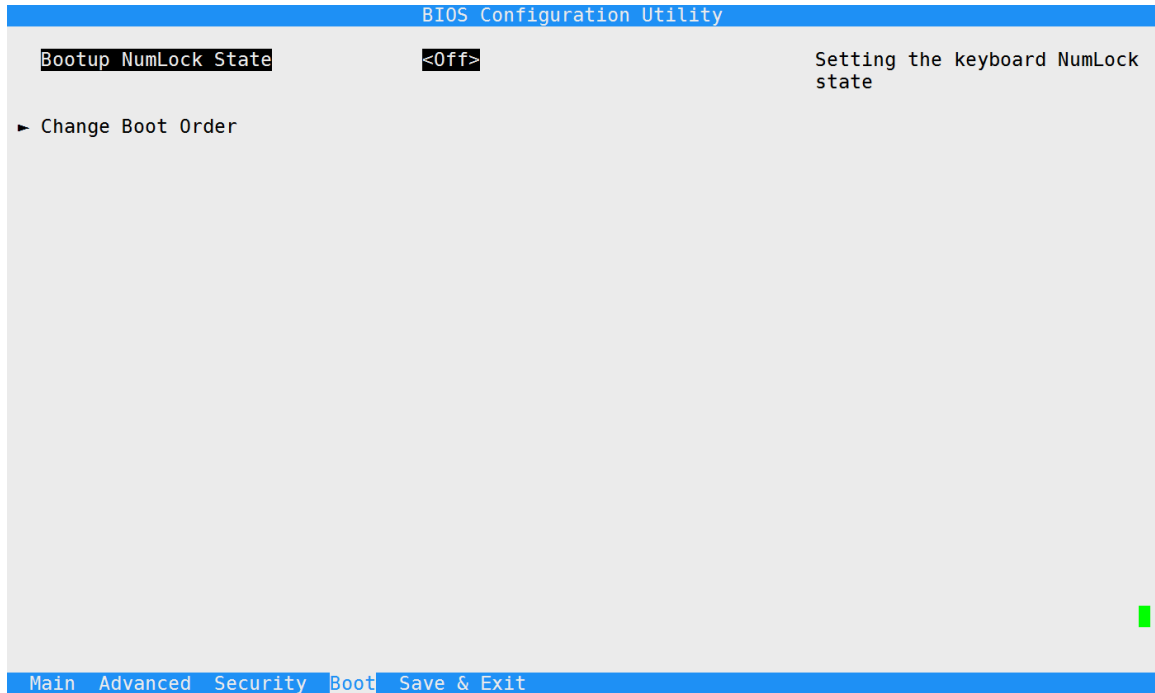 BIOS Configuration Utility
Bootup NumLock State <Off> Setting the keyboard NumLock
state
► Change Boot Order
Main Advanced Security Boot Save & Exit